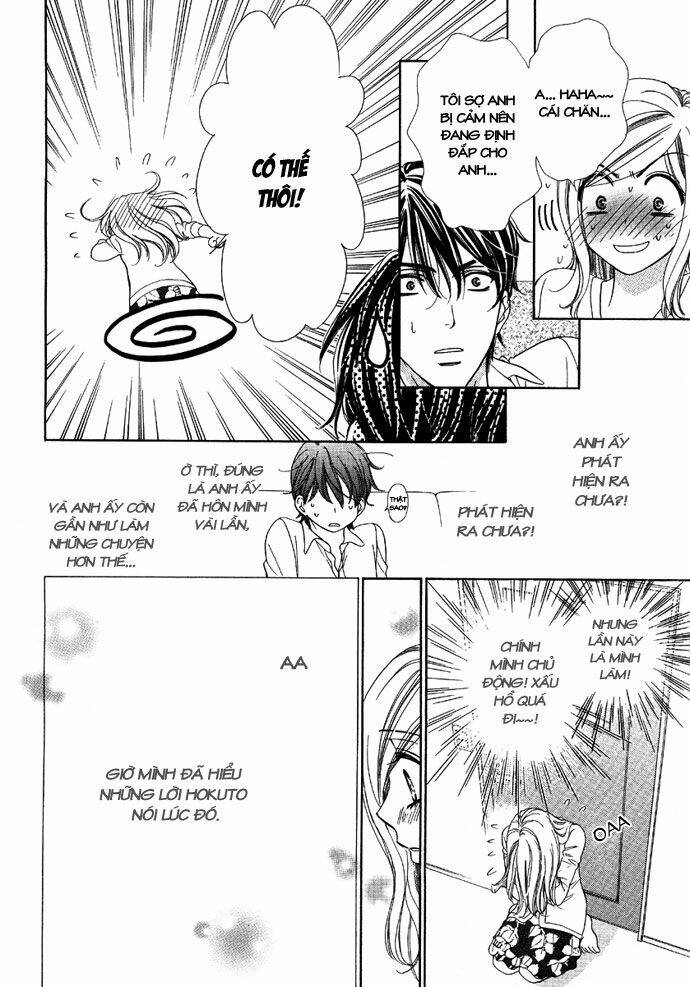 A... HAHA~~
CÁI CHĂN...
TÔI SỢ ANH
BỊ CẢM NÊN
ĐANG ĐỊNH
ĐẮP CHO
ANH...
CÓ THẾ
THÔI!
ANH ẤY
PHÁT
HIỆN RA
CHƯA?!
PHÁT HIỆN
RA CHƯA?!
THẬT
SAO?
Ờ THÌ, ĐÚNG
LÀ ANH ẤY
ĐÃ HÔN MÌNH
VÀI LẦN,
VÀ ANH ẤY CÒN
GẦN NHƯ LÀM
NHỮNG CHUYỆN
HƠN THẾ...
NHƯNG
LẦN NÀY
LÀ MÌNH
LÀM!
CHÍNH
MÌNH CHỦ
ĐỘNG! XẤU
HỔ QUÁ
ĐI~~!
OAA
AA
GIỜ MÌNH ĐÃ HIỂU
NHỮNG LỜI HOKUTO
NÓI LÚC ĐÓ.